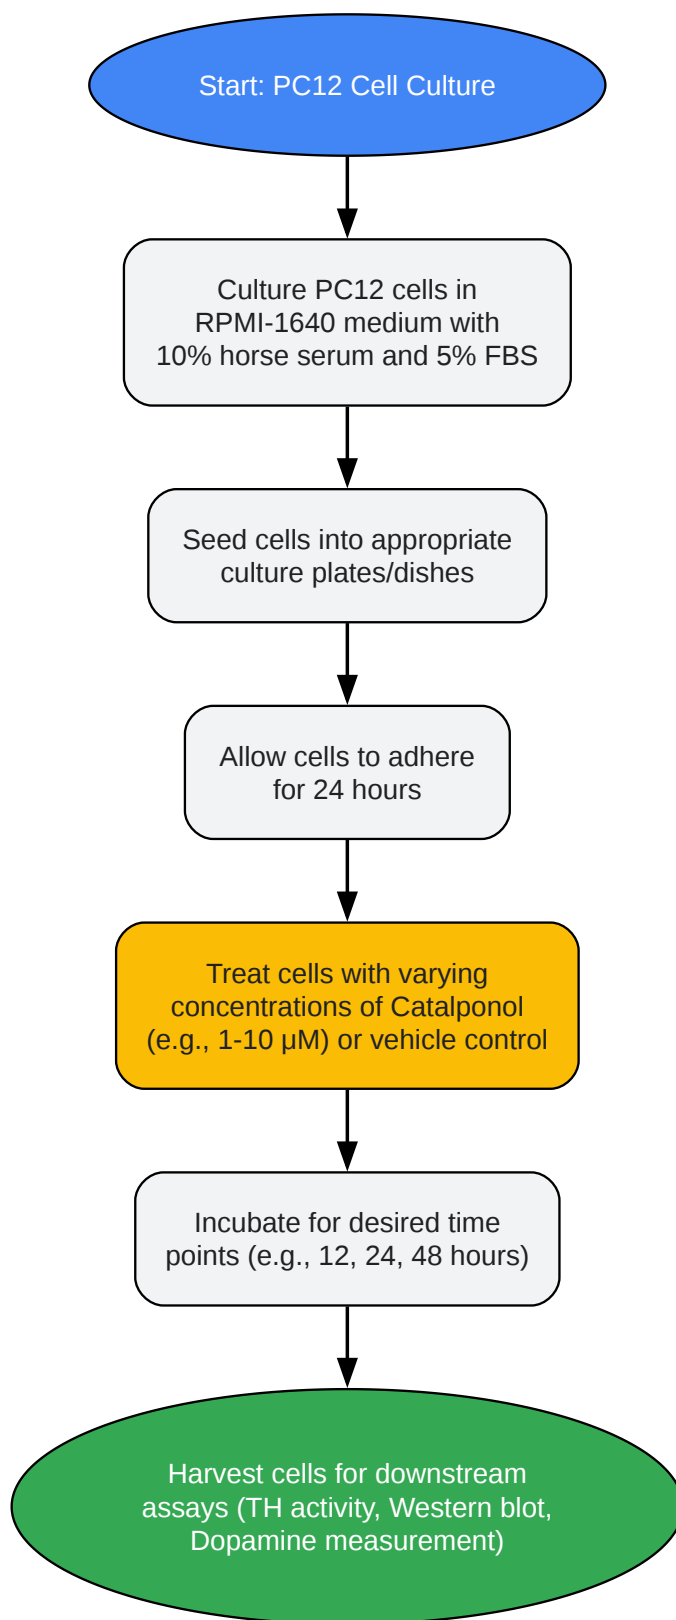 Start: PC12 Cell Culture
Culture PC12 cells in
RPMI-1640 medium with
10% horse serum and 5% FBS
Seed cells into appropriate
culture plates/dishes
Allow cells to adhere
for 24 hours
Treat cells with varying
concentrations of Catalponol
(e.g., 1-10 μM) or vehicle control
Incubate for desired time
points (e.g., 12, 24, 48 hours)
Harvest cells for downstream
assays (TH activity, Western blot,
Dopamine measurement)